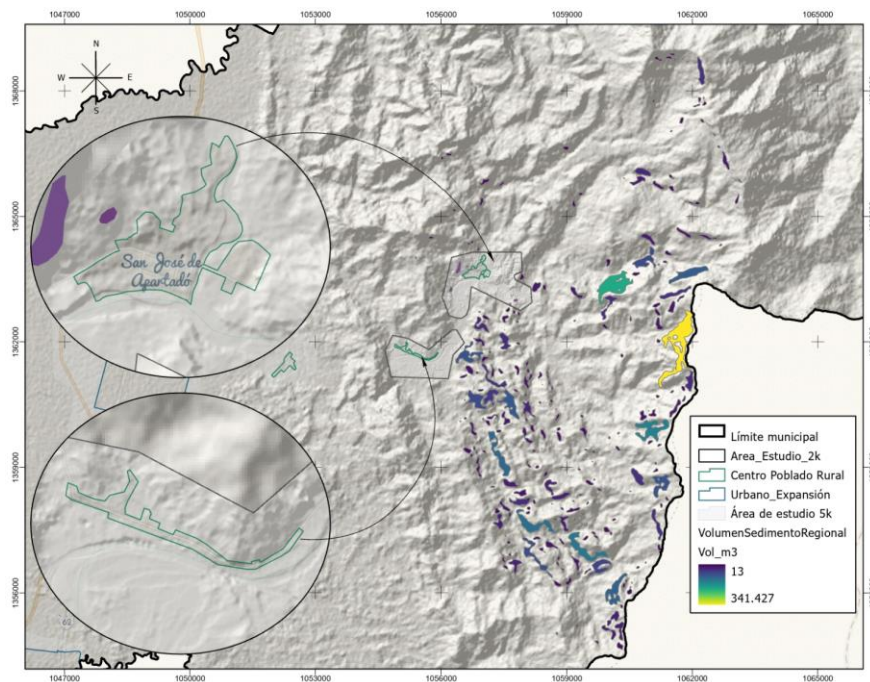 1047000 1050000 1053000 1056000 1059000 1062000 1065000
1368000
1365000
1362000
1359000
1356000
N
W E
S
San José de
Apartadó
Límite municipal
Area_Estudio_2k
Centro Poblado Rural
Urbano_Expansión
Área de estudio 5k
VolumenSedimentoRegional
Vol_m3
13
341.427
62
1047000 1050000 1053000 1056000 1059000 1062000 1065000